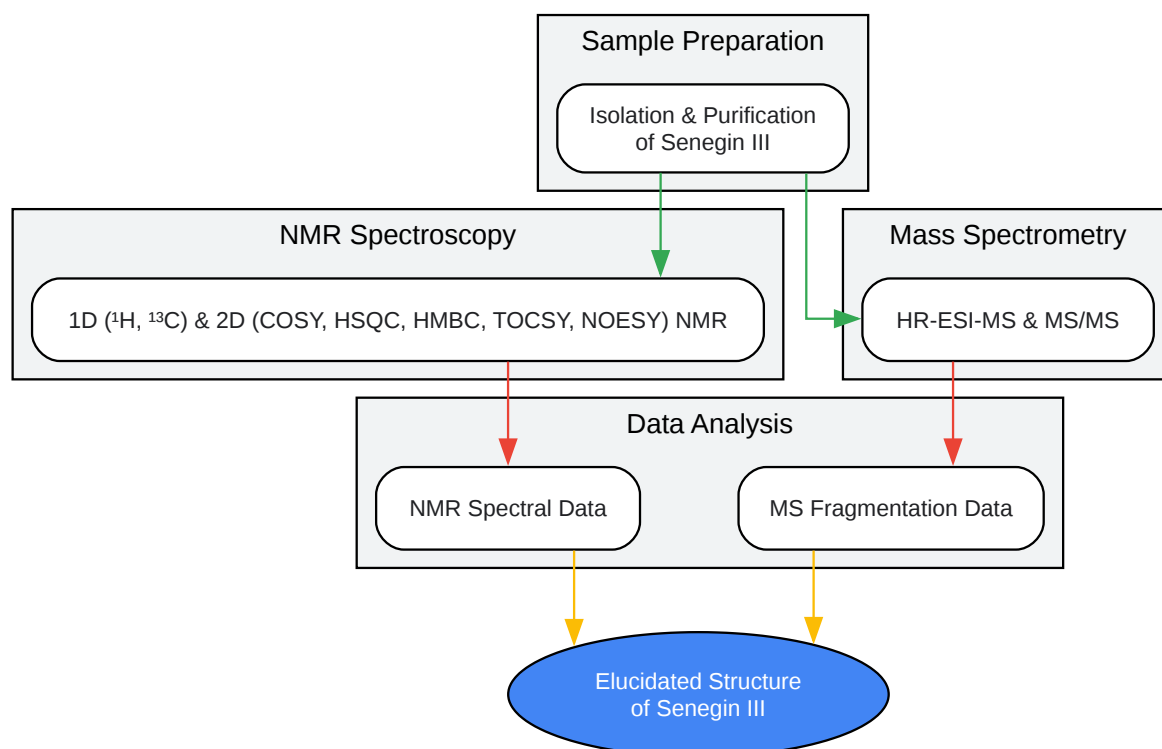 Sample Preparation
Isolation & Purification
of Senegin III
NMR Spectroscopy
1D (¹H, ¹³C) & 2D (COSY, HSQC, HMBC, TOCSY, NOESY) NMR
Mass Spectrometry
HR-ESI-MS & MS/MS
Data Analysis
NMR Spectral Data
MS Fragmentation Data
Elucidated Structure
of Senegin III